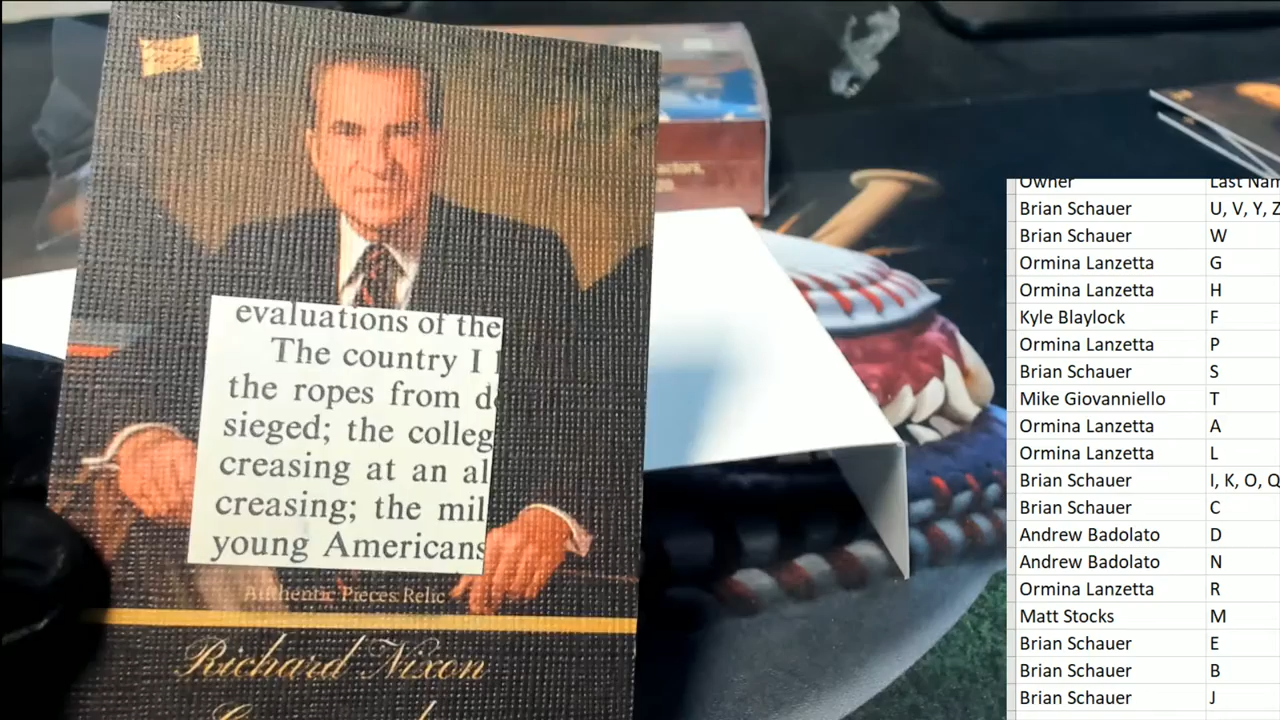 evaluations of the
The country I
the ropes from d
sieged; the colleg
creasing at an al
creasing; the mil
young Americans
Authentic Pieces Relic
Richard Nixon
actors,
Owner Last Nam
Brian Schauer U, V, Y, Z
Brian Schauer W
Ormina Lanzetta G
Ormina Lanzetta H
Kyle Blaylock F
Ormina Lanzetta P
Brian Schauer S
Mike Giovanniello T
Ormina Lanzetta A
Ormina Lanzetta L
Brian Schauer I, K, O, Q
Brian Schauer C
Andrew Badolato D
Andrew Badolato N
Ormina Lanzetta R
Matt Stocks M
Brian Schauer E
Brian Schauer B
Brian Schauer J